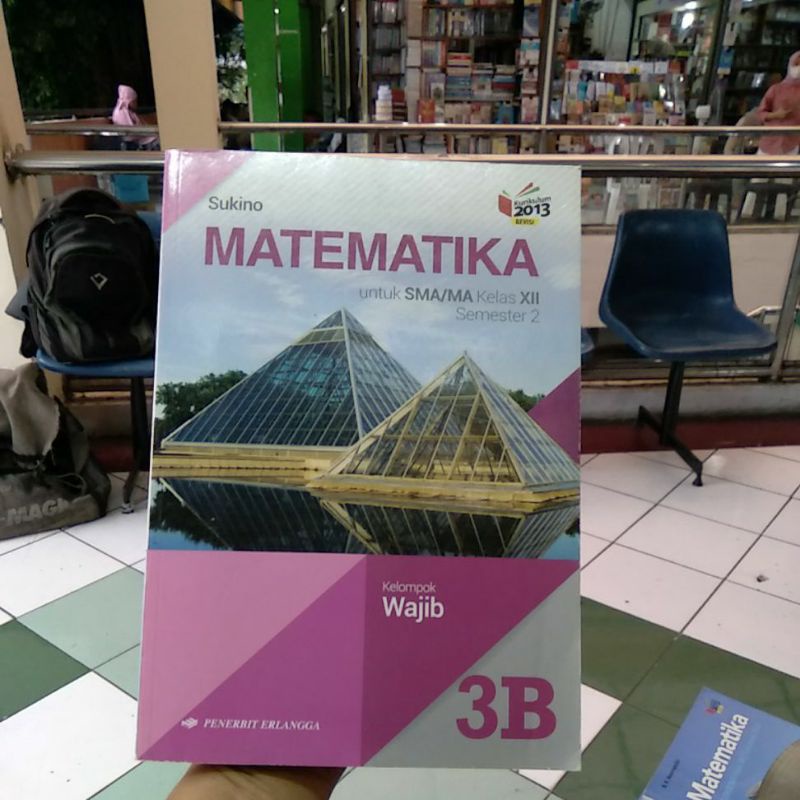 Sukino
Kurikulum
2013
REVISI
MATEMATIKA
untuk SMA/MA Kelas XII
Semester 2
Kelompok
Wajib
3B
PENERBIT ERLANGGA
Matematika